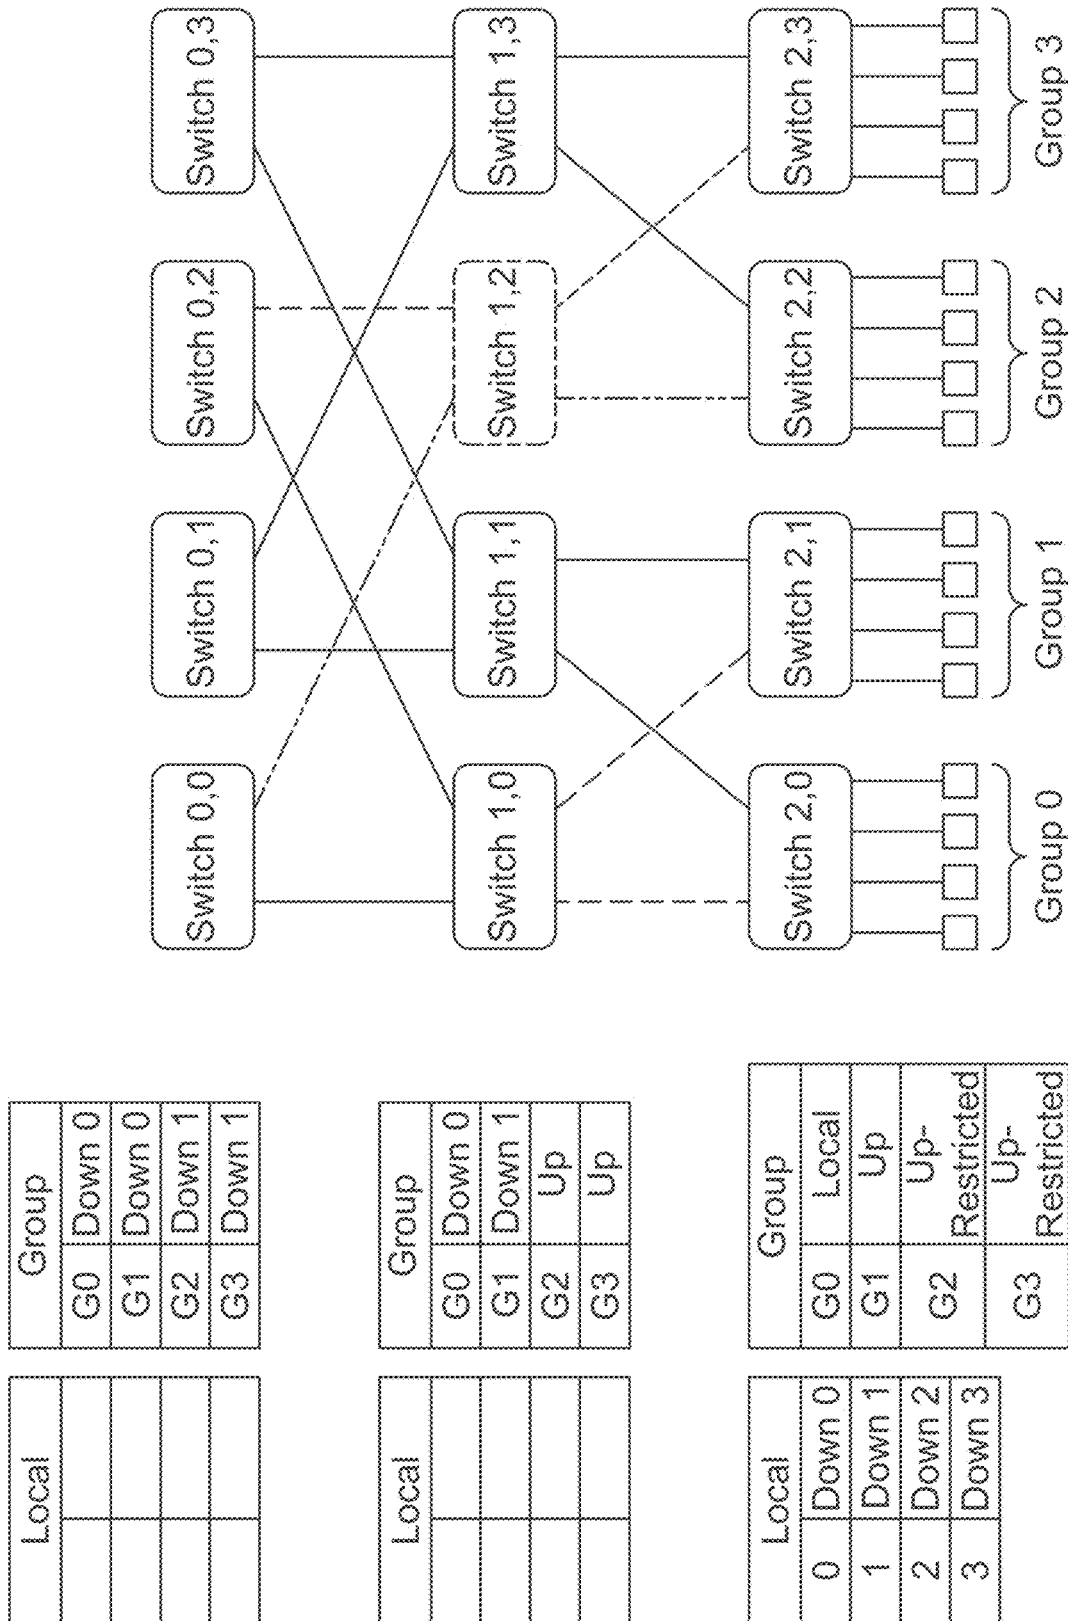 Local
Group
G0 Down 0
G1 Down 0
G2 Down 1
G3 Down 1
Switch 0,0
Switch 0,1
Switch 0,2
Switch 0,3
Local
Group
G0 Down 0
G1 Down 1
G2 Up
G3 Up
Switch 1,0
Switch 1,1
Switch 1,2
Switch 1,3
Local
0 Down 0
1 Down 1
2 Down 2
3 Down 3
Group
G0 Local
G1 Up
G2 Up-
Restricted
G3 Up-
Restricted
Switch 2,0
Switch 2,1
Switch 2,2
Switch 2,3
Group 0
Group 1
Group 2
Group 3